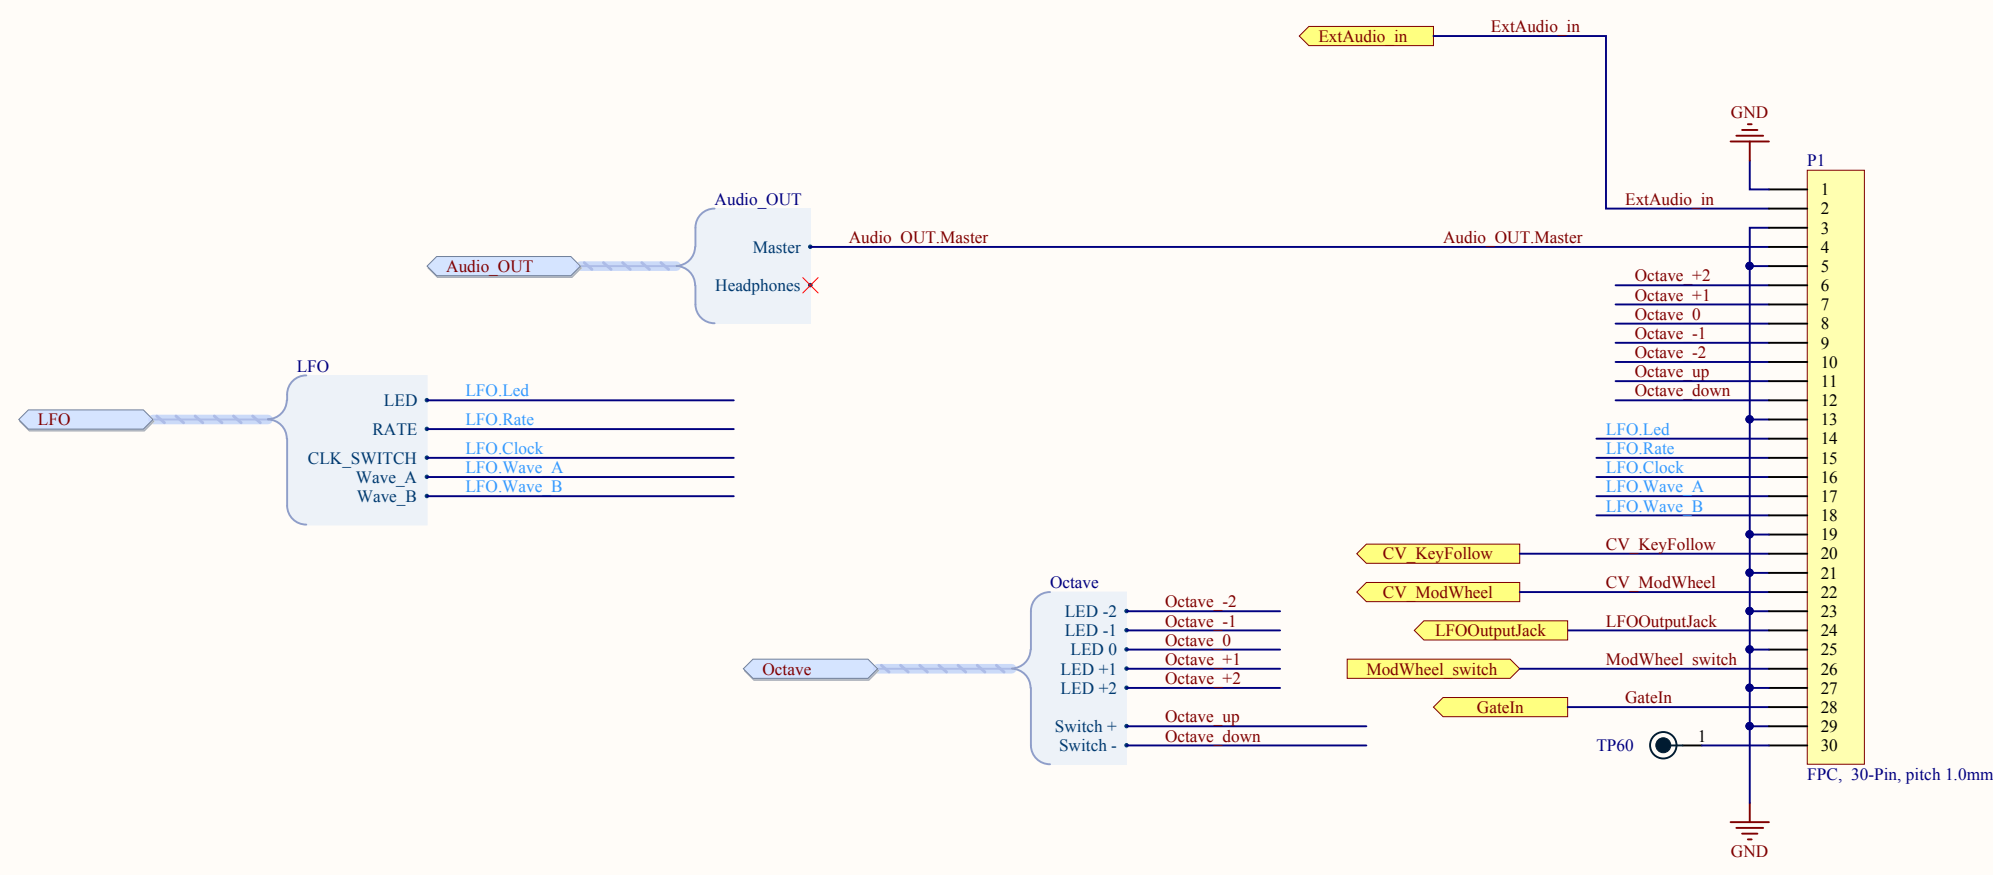 ExtAudio_in
ExtAudio_in
GND
P1
1
ExtAudio_in
2
3
Audio_OUT
Master
Audio_OUT.Master
Audio_OUT.Master
4
Audio_OUT
5
Headphones
Octave_+2
6
Octave_+1
7
Octave_0
8
Octave_-1
9
Octave_-2
10
Octave_up
11
Octave_down
12
13
LFO.Led
14
LFO.Rate
15
LFO.Clock
16
LFO.Wave_A
17
LFO.Wave_B
18
19
LFO
LED
LFO.Led
LFO
RATE
LFO.Rate
CLK_SWITCH
LFO.Clock
Wave_A
LFO.Wave_A
Wave_B
LFO.Wave_B
CV_KeyFollow
CV_KeyFollow
20
21
CV_ModWheel
CV_ModWheel
22
23
LFOOutputJack
LFOOutputJack
24
25
ModWheel_switch
ModWheel_switch
26
27
GateIn
GateIn
28
29
TP60
1
30
Octave
LED -2
Octave_-2
LED -1
Octave_-1
LED 0
Octave_0
Octave
LED +1
Octave_+1
LED +2
Octave_+2
Switch +
Octave_up
Switch -
Octave_down
FPC,  30-Pin, pitch 1.0mm
GND